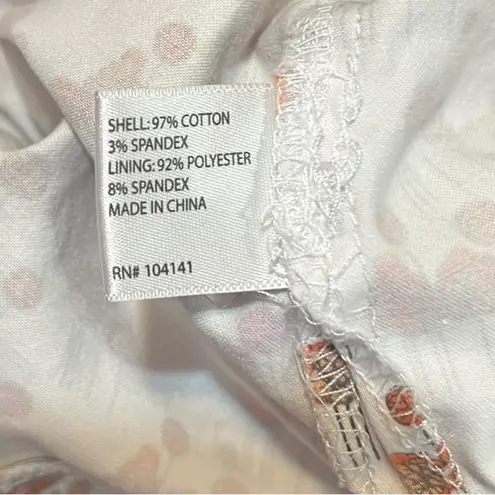 SHELL: 97% COTTON
3% SPANDEX
LINING: 92% POLYESTER
8% SPANDEX
MADE IN CHINA
RN# 104141